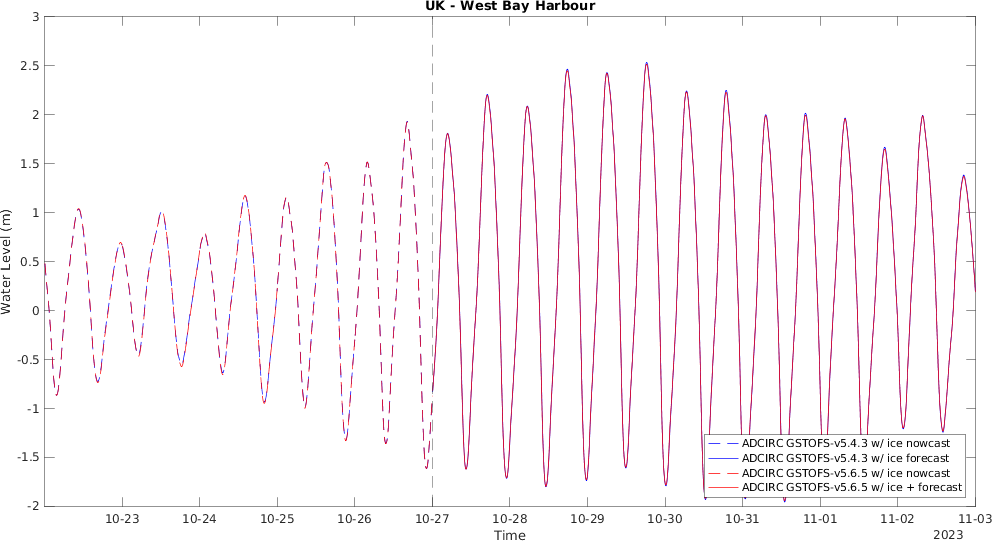 UK - West Bay Harbour
3
2.5
2
1.5
1
0.5
0
-0.5
-1
-1.5
-2
Water Level (m)
ADCIRC GSTOFS-v5.4.3 w/ ice nowcast
ADCIRC GSTOFS-v5.4.3 w/ ice forecast
ADCIRC GSTOFS-v5.6.5 w/ ice nowcast
ADCIRC GSTOFS-v5.6.5 w/ ice + forecast
10-23 10-24 10-25 10-26 10-27 10-28 10-29 10-30 10-31 11-01 11-02 11-03
2023
Time